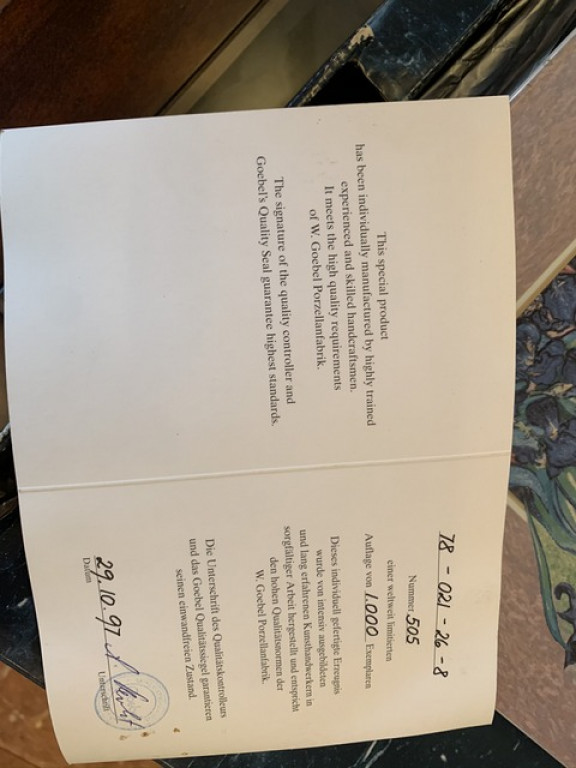 This special product
has been individually manufactured by highly trained
experienced and skilled handcraftsmen.
It meets the high quality requirements
of W. Goebel Porzellanfabrik.
The signature of the quality controller and
Goebel's Quality Seal guarantee highest standards.
78-021-26-8
Nummer 505
einer weltweit limitierten
Auflage von 1.000 Exemplaren
Dieses individuell gefertigte Erzeugnis
wurde von intensiv ausgebildeten
und lang erfahrenen Kunsthandwerkern in
sorgfältiger Arbeit hergestellt und entspricht
den hohen Qualitätsnormen der
W. Goebel Porzellanfabrik.
Die Unterschrift des Qualitätskontrolleurs
und das Goebel Qualitätssiegel garantieren
seinen einwandfreien Zustand.
29.10.97
Datum Unterschrift